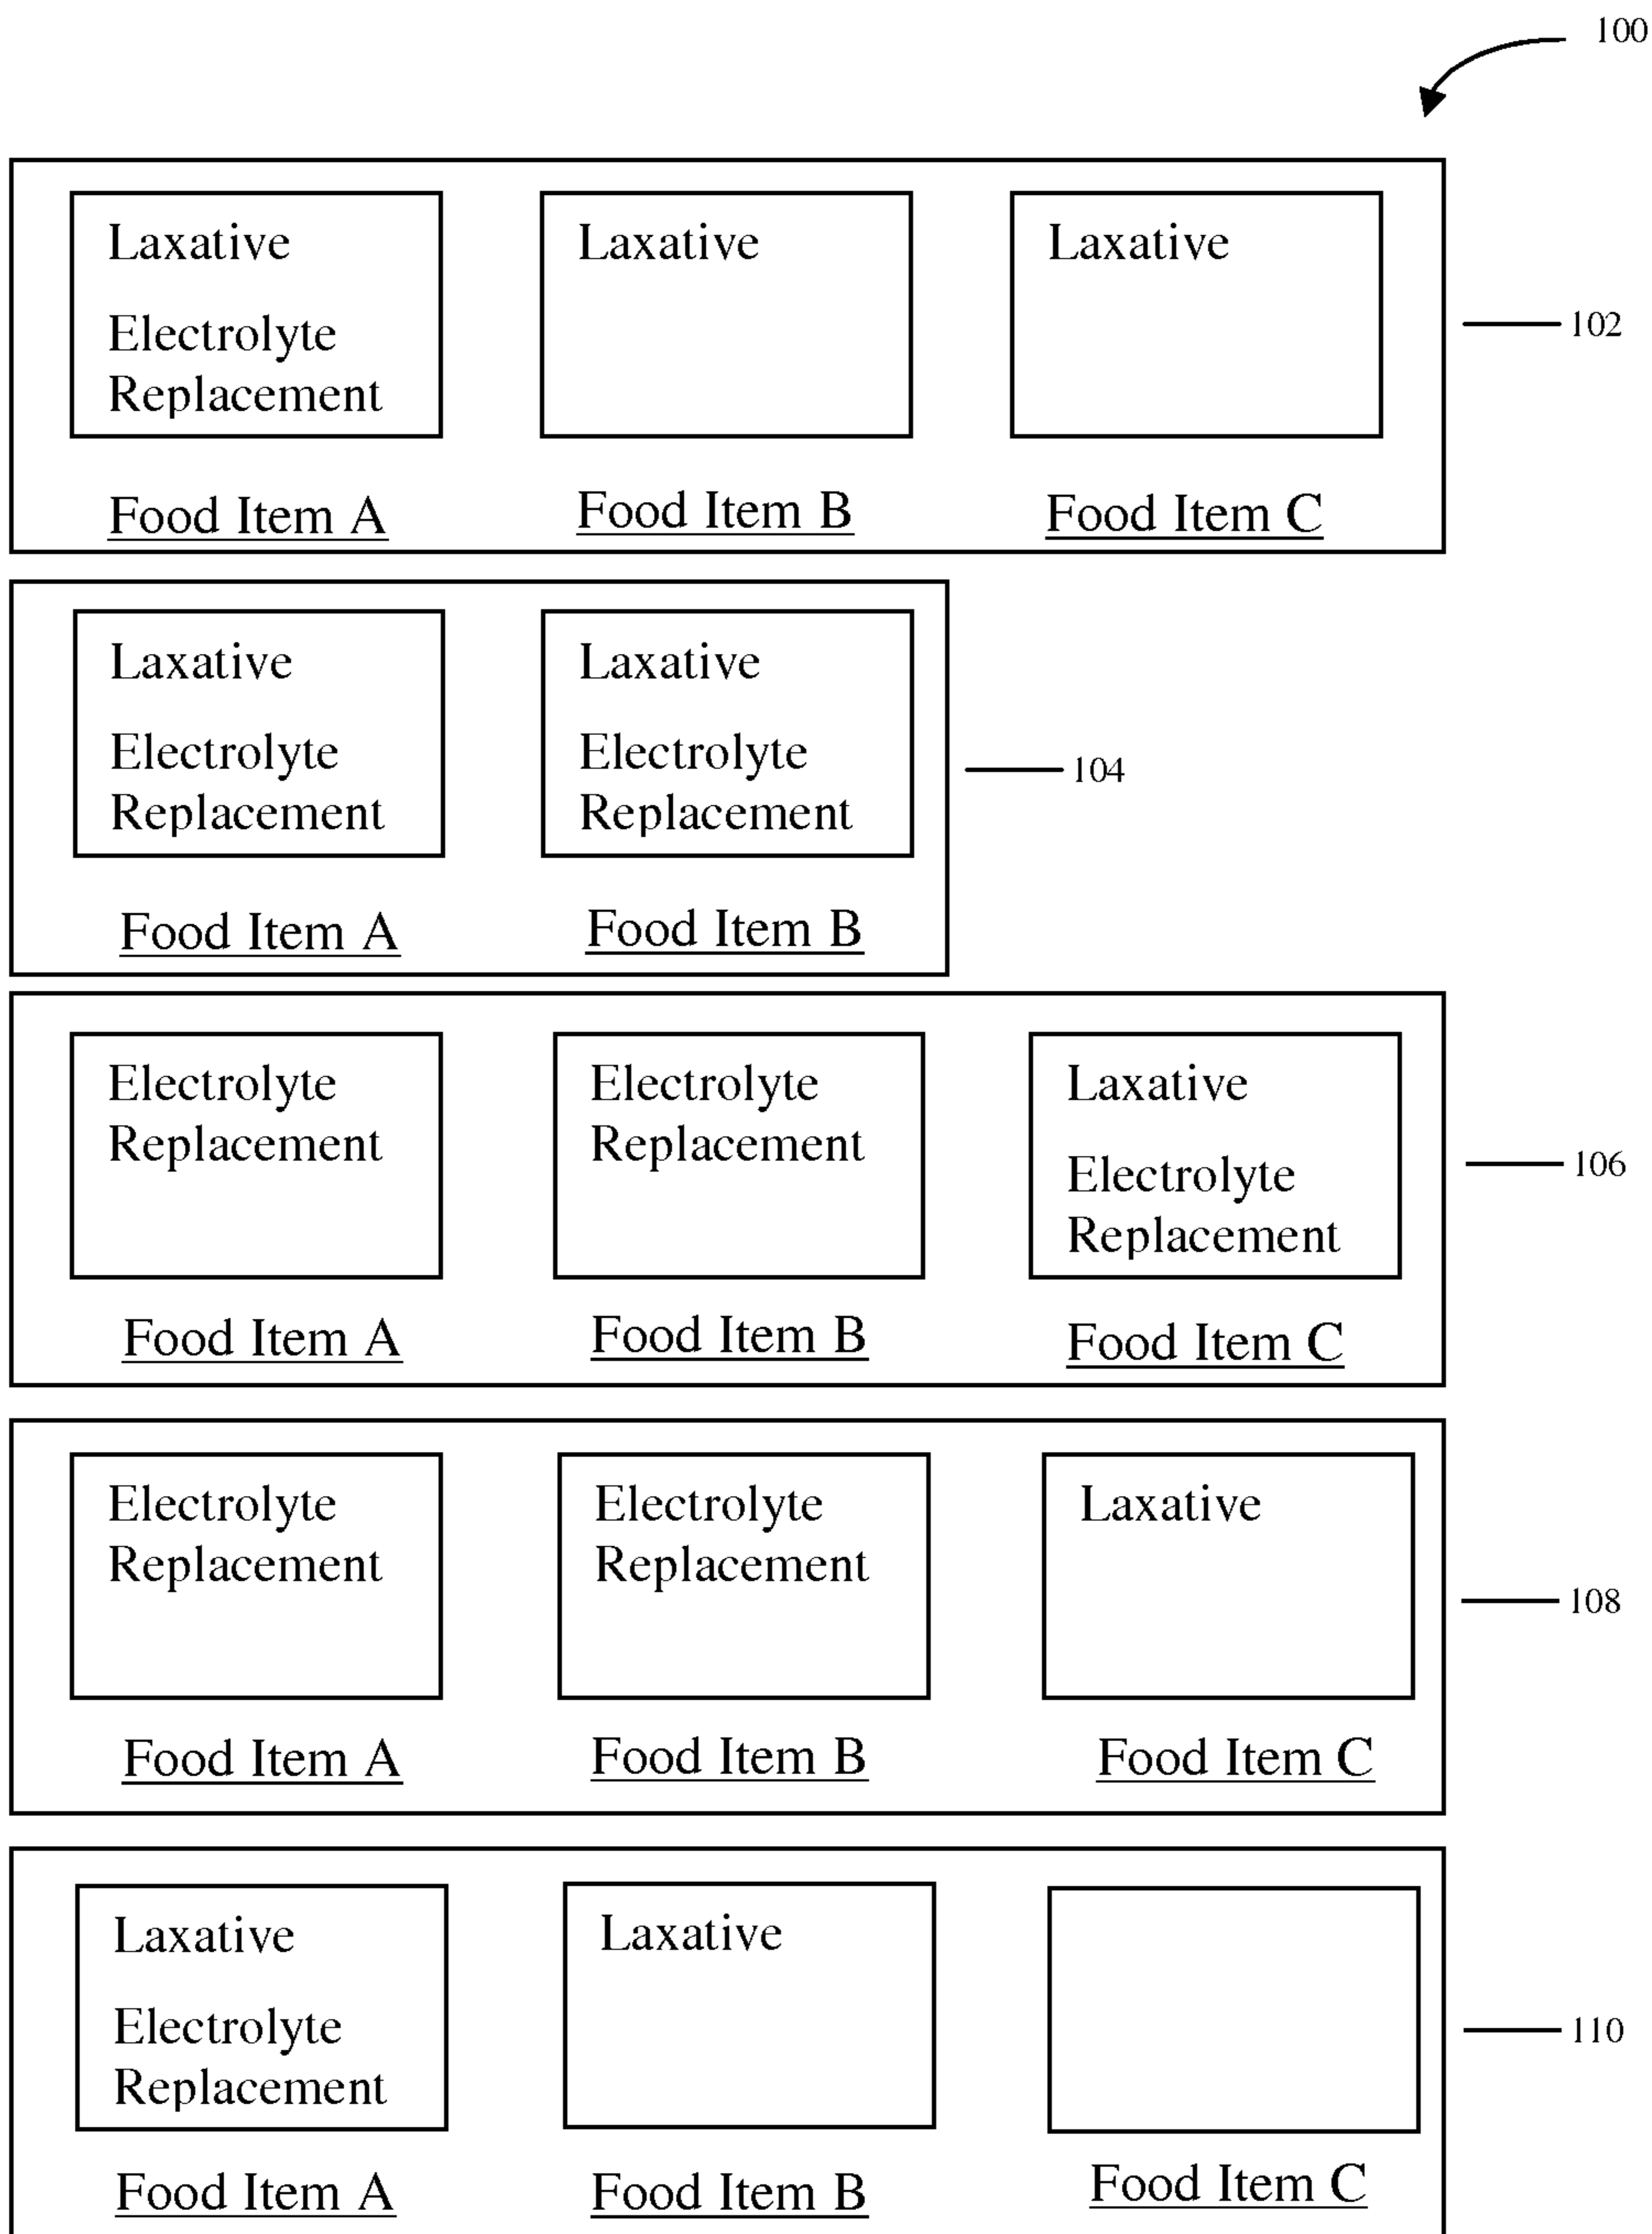 100
Laxative
Electrolyte
Replacement
Food Item A
Laxative
Food Item B
Laxative
Food Item C
102
Laxative
Electrolyte
Replacement
Food Item A
Laxative
Electrolyte
Replacement
Food Item B
104
Electrolyte
Replacement
Food Item A
Electrolyte
Replacement
Food Item B
Laxative
Electrolyte
Replacement
Food Item C
106
Electrolyte
Replacement
Food Item A
Electrolyte
Replacement
Food Item B
Laxative
Food Item C
108
Laxative
Electrolyte
Replacement
Food Item A
Laxative
Food Item B
Food Item C
110